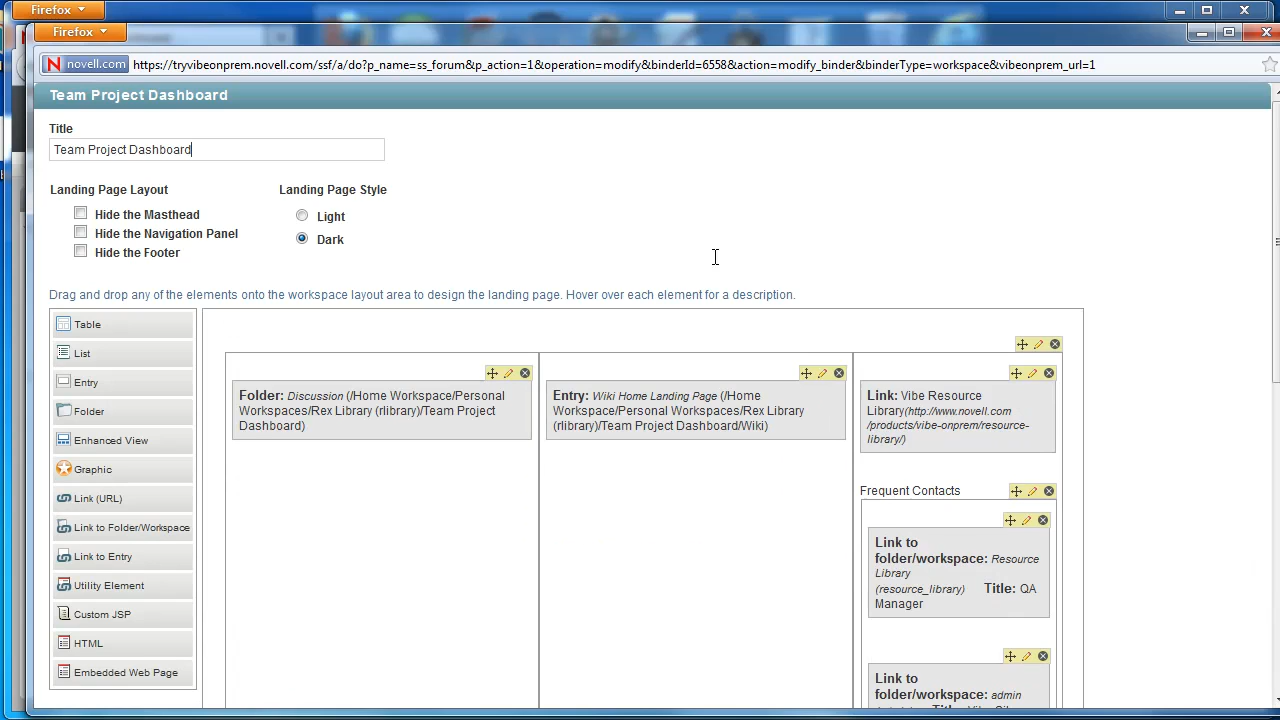 Firefox
Firefox
novell.com https://tryvibeonprem.novell.com/ssf/a/do?p_name=ss_forum&p_action=1&operation=modify&binderId=6558&action=modify_binder&binderType=workspace&vibeonprem_url=1
Team Project Dashboard
Title
Team Project Dashboard
Landing Page Layout
Hide the Masthead
Hide the Navigation Panel
Hide the Footer
Landing Page Style
Light
Dark
Drag and drop any of the elements onto the workspace layout area to design the landing page. Hover over each element for a description.
Table
List
Entry
Folder
Enhanced View
Graphic
Link (URL)
Link to Folder/Workspace
Link to Entry
Utility Element
Custom JSP
HTML
Embedded Web Page
Folder: Discussion (/Home Workspace/Personal
Workspaces/Rex Library (rlibrary)/Team Project
Dashboard)
Entry: Wiki Home Landing Page (/Home
Workspace/Personal Workspaces/Rex Library
(rlibrary)/Team Project Dashboard/Wiki)
Link: Vibe Resource
Library(http://www.novell.com
/products/vibe-onprem/resource-
library/)
Frequent Contacts
Link to
folder/workspace: Resource
Library
(resource_library) Title: QA
Manager
Link to
folder/workspace: admin